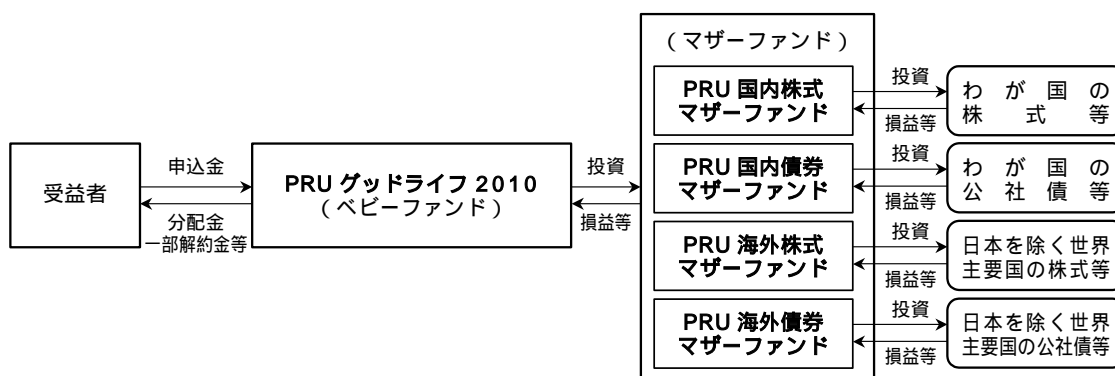 受益者
申込金
分配金
一部解約金等
PRU グッドライフ 2010
（ベビーファンド）
投資
損益等
（マザーファンド）
PRU 国内株式
マザーファンド
投資
損益等
わが国の
株式等
PRU 国内債券
マザーファンド
投資
損益等
わが国の
公社債等
PRU 海外株式
マザーファンド
投資
損益等
日本を除く世界
主要国の株式等
PRU 海外債券
マザーファンド
投資
損益等
日本を除く世界
主要国の公社債等